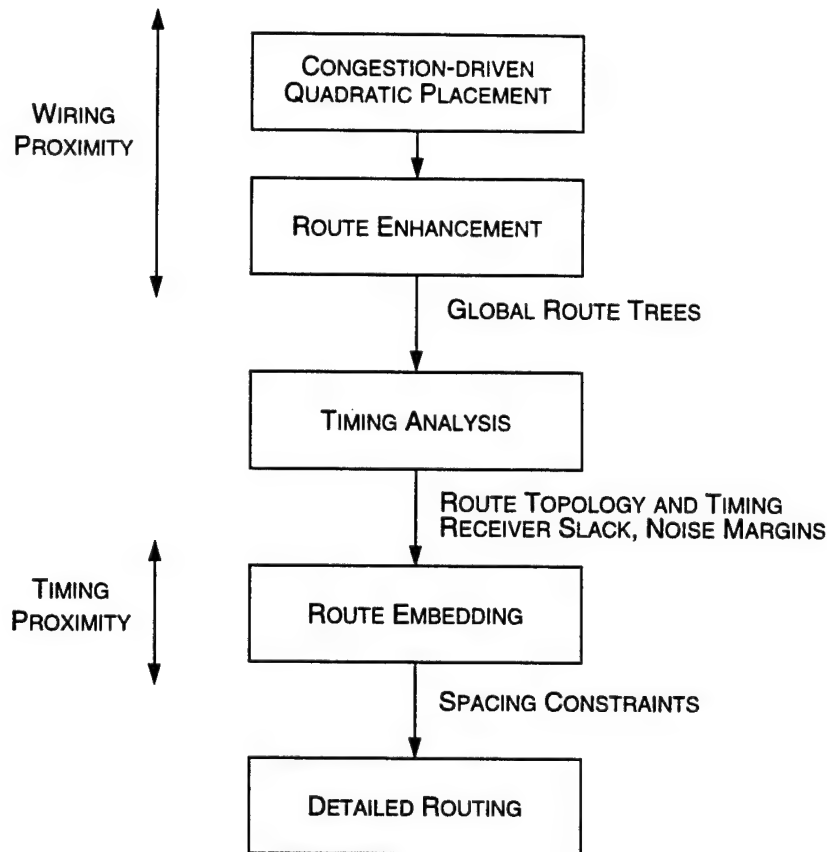 CONGESTION-DRIVEN
QUADRATIC PLACEMENT
WIRING
PROXIMITY
ROUTE ENHANCEMENT
GLOBAL ROUTE TREES
TIMING ANALYSIS
ROUTE TOPOLOGY AND TIMING
RECEIVER SLACK, NOISE MARGINS
TIMING
PROXIMITY
ROUTE EMBEDDING
SPACING CONSTRAINTS
DETAILED ROUTING